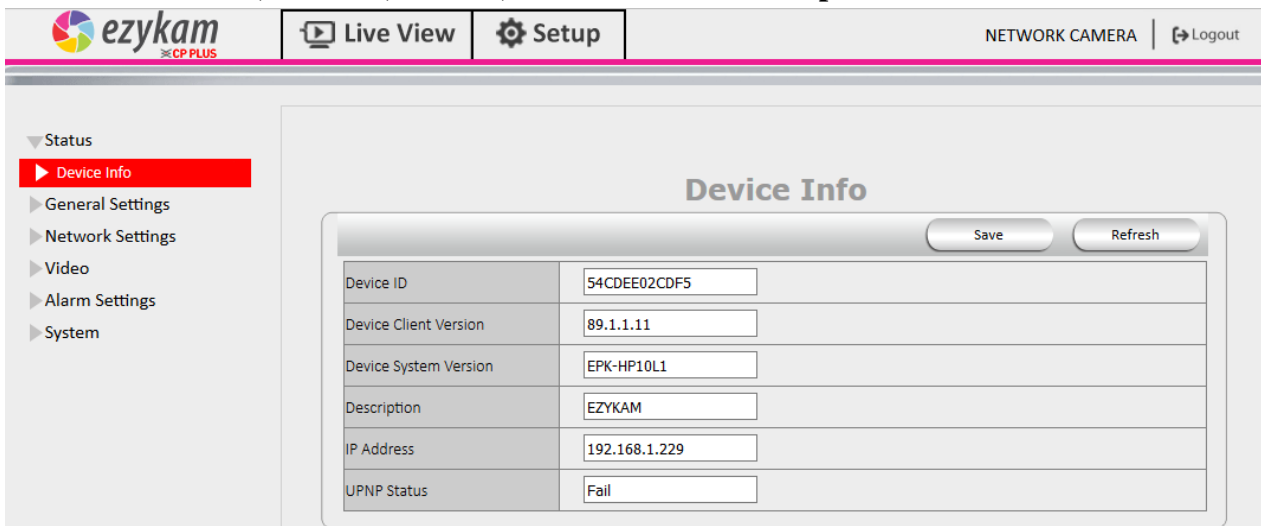 ezykam
CP PLUS
Live View
Setup
NETWORK CAMERA
Logout
Status
Device Info
General Settings
Network Settings
Video
Alarm Settings
System
Device Info
Save
Refresh
Device ID 54CDEE02CDF5
Device Client Version 89.1.1.11
Device System Version EPK-HP10L1
Description EZYKAM
IP Address 192.168.1.229
UPNP Status Fail